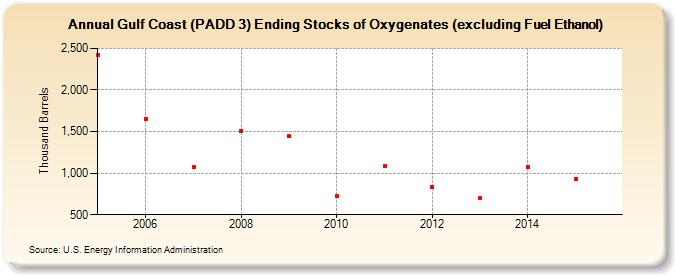 Annual Gulf Coast (PADD 3) Ending Stocks of Oxygenates (excluding Fuel Ethanol)
Thousand Barrels
2,500
2,000
1,500
1,000
500
2006 2008 2010 2012 2014
Source: U.S. Energy Information Administration